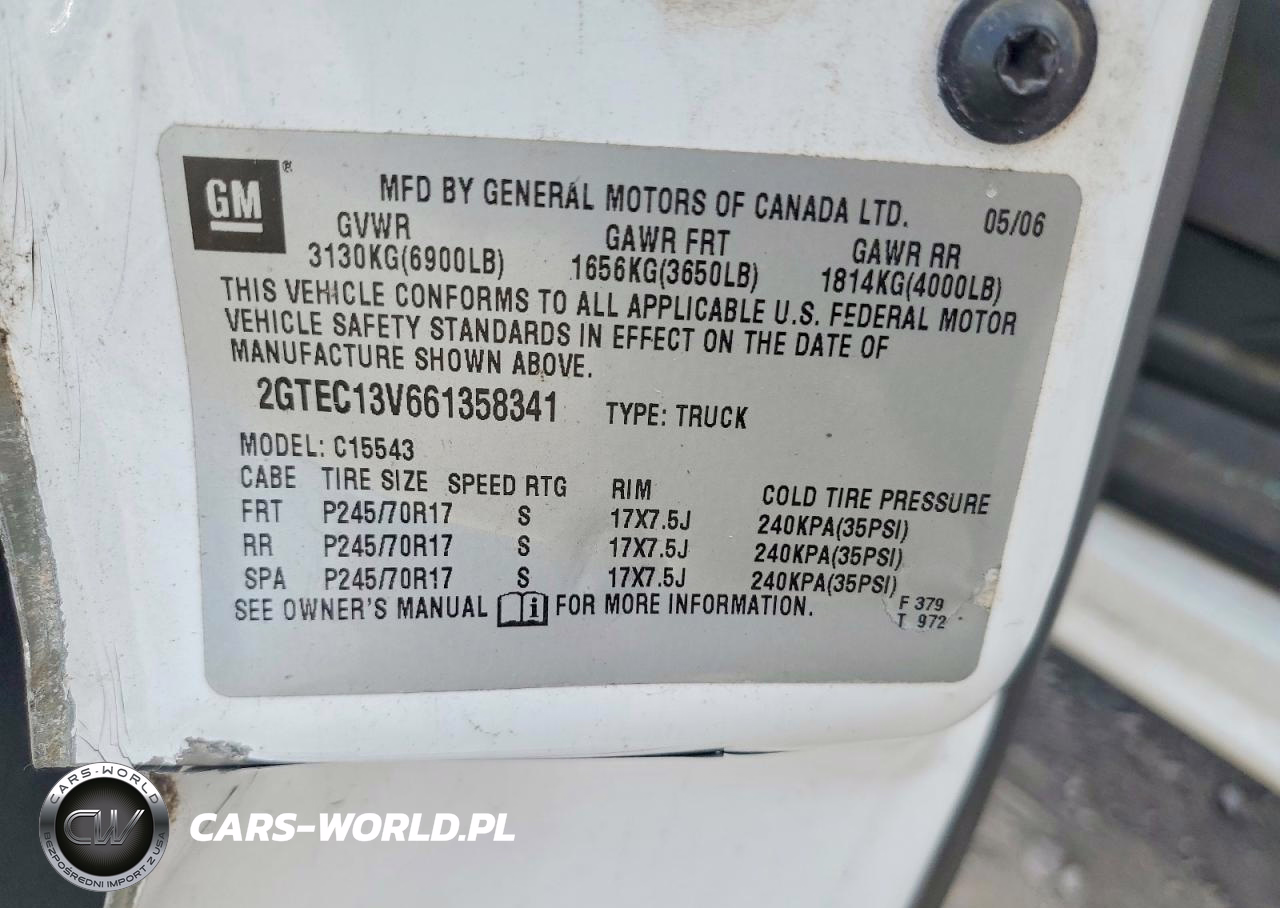 GM ®
MFD BY GENERAL MOTORS OF CANADA LTD. 05/06
GVWR GAWR FRT GAWR RR
3130KG(6900LB) 1656KG(3650LB) 1814KG(4000LB)
THIS VEHICLE CONFORMS TO ALL APPLICABLE U.S. FEDERAL MOTOR
VEHICLE SAFETY STANDARDS IN EFFECT ON THE DATE OF
MANUFACTURE SHOWN ABOVE.
2GTEC13V661358341 TYPE: TRUCK
MODEL: C15543
CABE TIRE SIZE SPEED RTG RIM COLD TIRE PRESSURE
FRT P245/70R17 S 17X7.5J 240KPA(35PSI)
RR P245/70R17 S 17X7.5J 240KPA(35PSI)
SPA P245/70R17 S 17X7.5J 240KPA(35PSI)
SEE OWNER'S MANUAL i FOR MORE INFORMATION.
F 379
T 972
CARS-WORLD
CW
BEZPOŚREDNI IMPORT Z USA
CARS-WORLD.PL